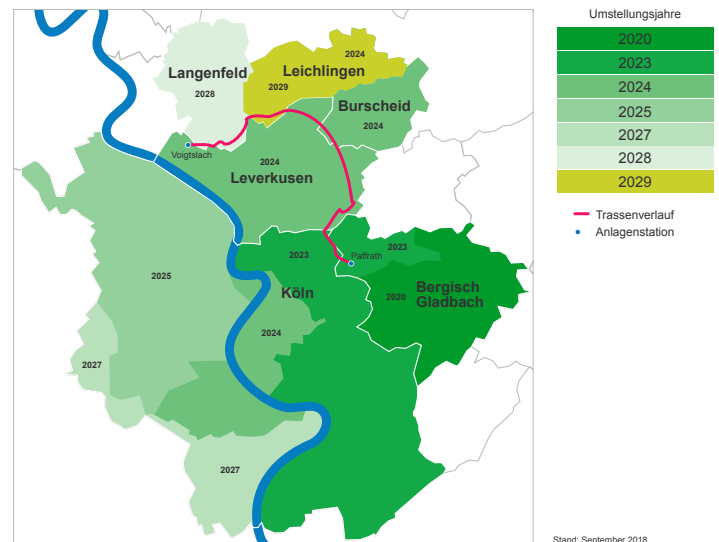 Umstellungsjahre
2020
2023
2024
2025
2027
2028
2029
Trassenverlauf
Anlagenstation
2024
Langenfeld
Leichlingen
2028
2029
Burscheid
2024
Voigtslach
2024
Leverkusen
2023
2023
Paffrath
2025
Köln
2020
Bergisch
Gladbach
2024
2027
2027
Stand: September 2018